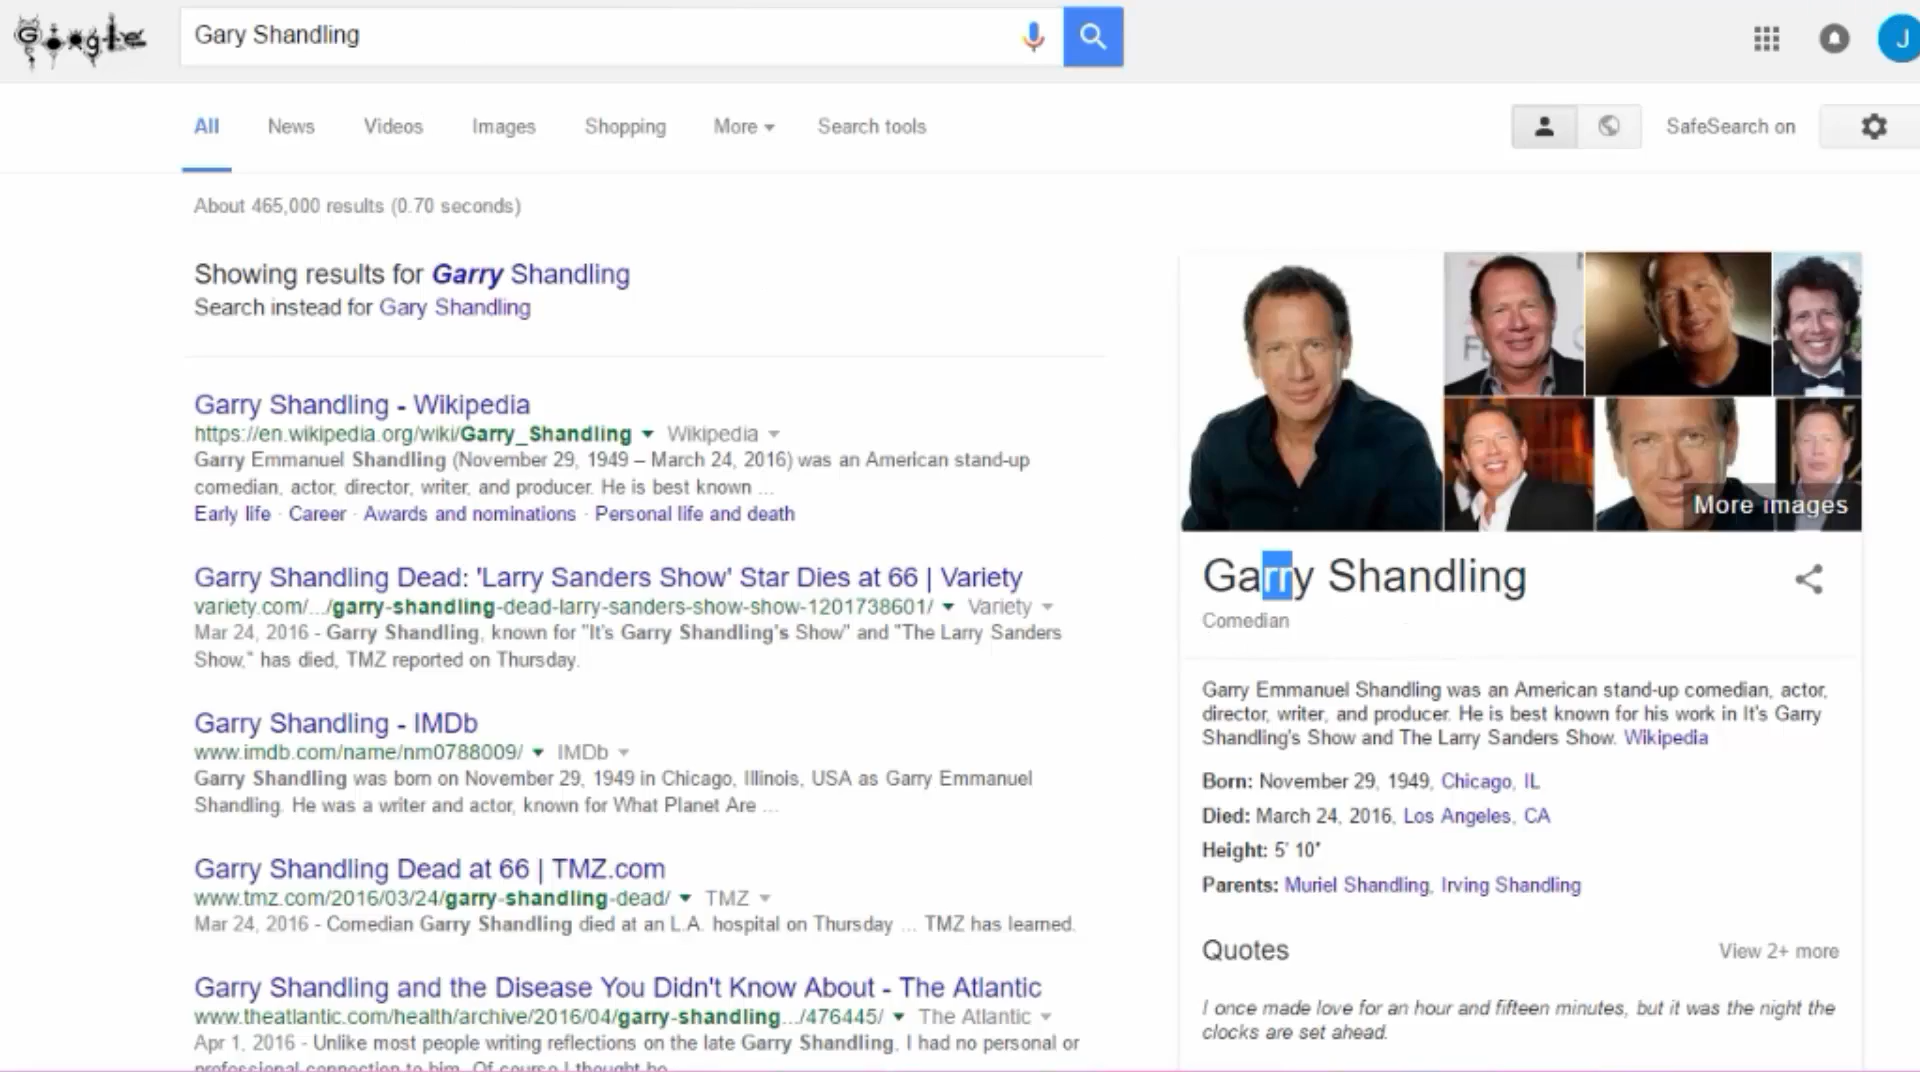 Google
Gary Shandling
J
All News Videos Images Shopping More Search tools
SafeSearch on
About 465,000 results (0.70 seconds)
Showing results for Garry Shandling
Search instead for Gary Shandling
Garry Shandling - Wikipedia
https://en.wikipedia.org/wiki/Garry_Shandling Wikipedia
Garry Emmanuel Shandling (November 29, 1949 – March 24, 2016) was an American stand-up
comedian, actor, director, writer, and producer. He is best known ...
Early life · Career · Awards and nominations · Personal life and death
Garry Shandling Dead: 'Larry Sanders Show' Star Dies at 66 | Variety
variety.com/.../garry-shandling-dead-larry-sanders-show-show-1201738601/ Variety
Mar 24, 2016 - Garry Shandling, known for "It's Garry Shandling's Show" and "The Larry Sanders
Show," has died, TMZ reported on Thursday.
Garry Shandling - IMDb
www.imdb.com/name/nm0788009/ IMDb
Garry Shandling was born on November 29, 1949 in Chicago, Illinois, USA as Garry Emmanuel
Shandling. He was a writer and actor, known for What Planet Are ...
Garry Shandling Dead at 66 | TMZ.com
www.tmz.com/2016/03/24/garry-shandling-dead/ TMZ
Mar 24, 2016 - Comedian Garry Shandling died at an L.A. hospital on Thursday ... TMZ has learned.
Garry Shandling and the Disease You Didn't Know About - The Atlantic
www.theatlantic.com/health/archive/2016/04/garry-shandling.../476445/ The Atlantic
Apr 1, 2016 - Unlike most people writing reflections on the late Garry Shandling, I had no personal or
professional connection to him. Of course I thought he
More images
Garry Shandling
Comedian
Garry Emmanuel Shandling was an American stand-up comedian, actor,
director, writer, and producer. He is best known for his work in It's Garry
Shandling's Show and The Larry Sanders Show. Wikipedia
Born: November 29, 1949, Chicago, IL
Died: March 24, 2016, Los Angeles, CA
Height: 5' 10"
Parents: Muriel Shandling, Irving Shandling
Quotes
View 2+ more
I once made love for an hour and fifteen minutes, but it was the night the
clocks are set ahead.